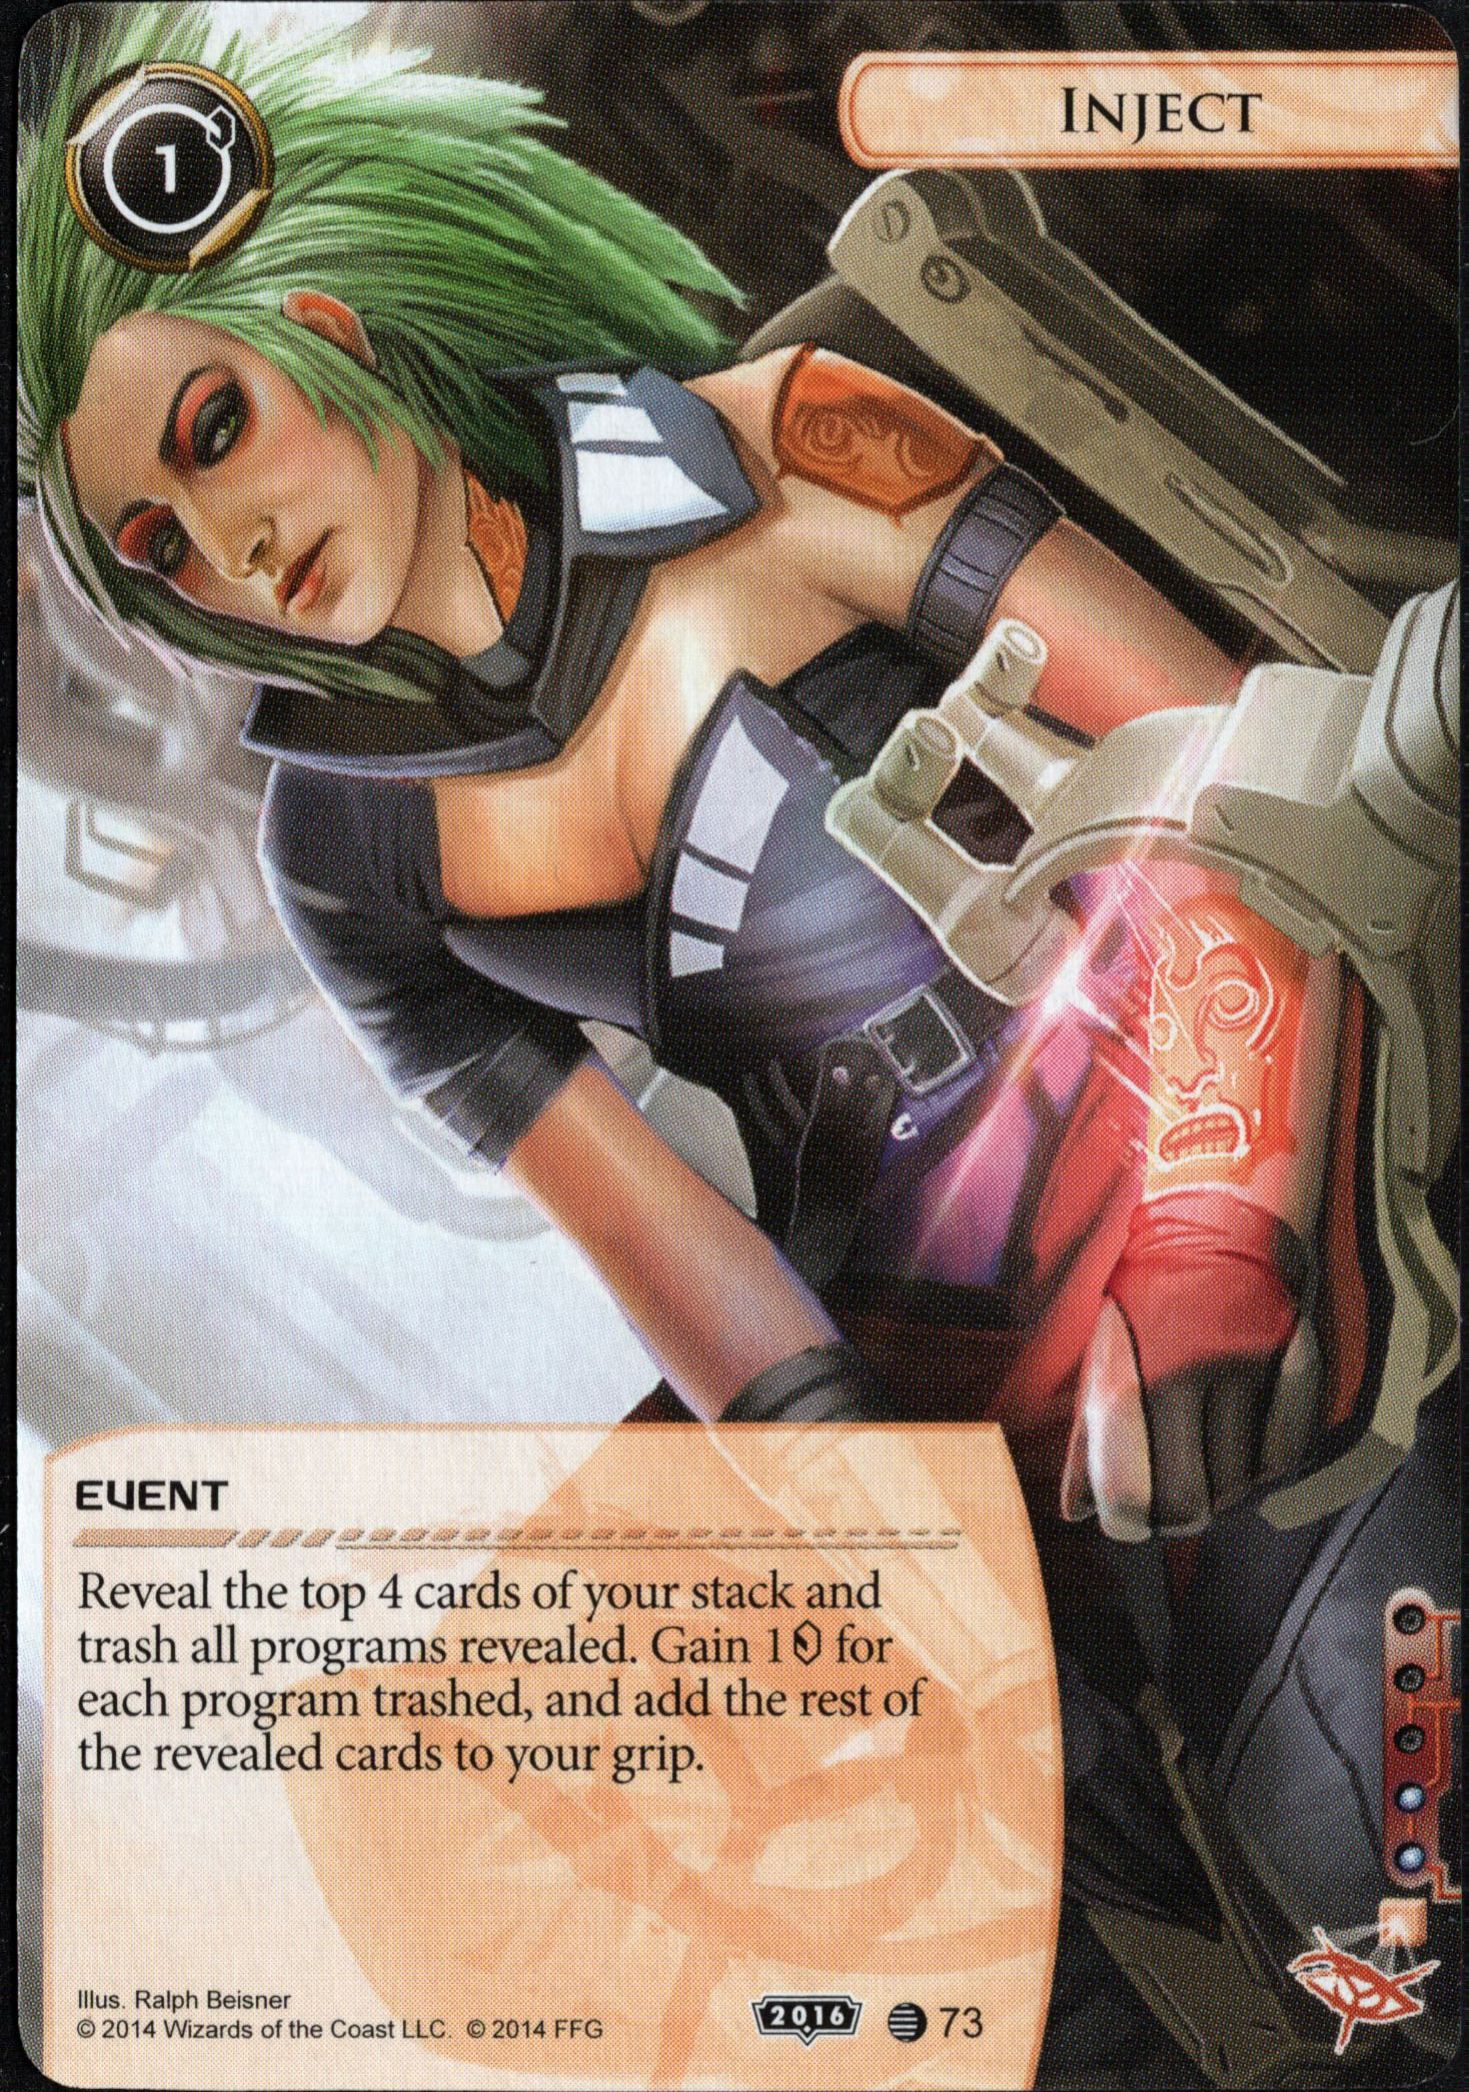 1
INJECT
EVENT
Reveal the top 4 cards of your stack and
trash all programs revealed. Gain 1 for
each program trashed, and add the rest of
the revealed cards to your grip.
Illus. Ralph Beisner
© 2014 Wizards of the Coast LLC. © 2014 FFG
2016
73